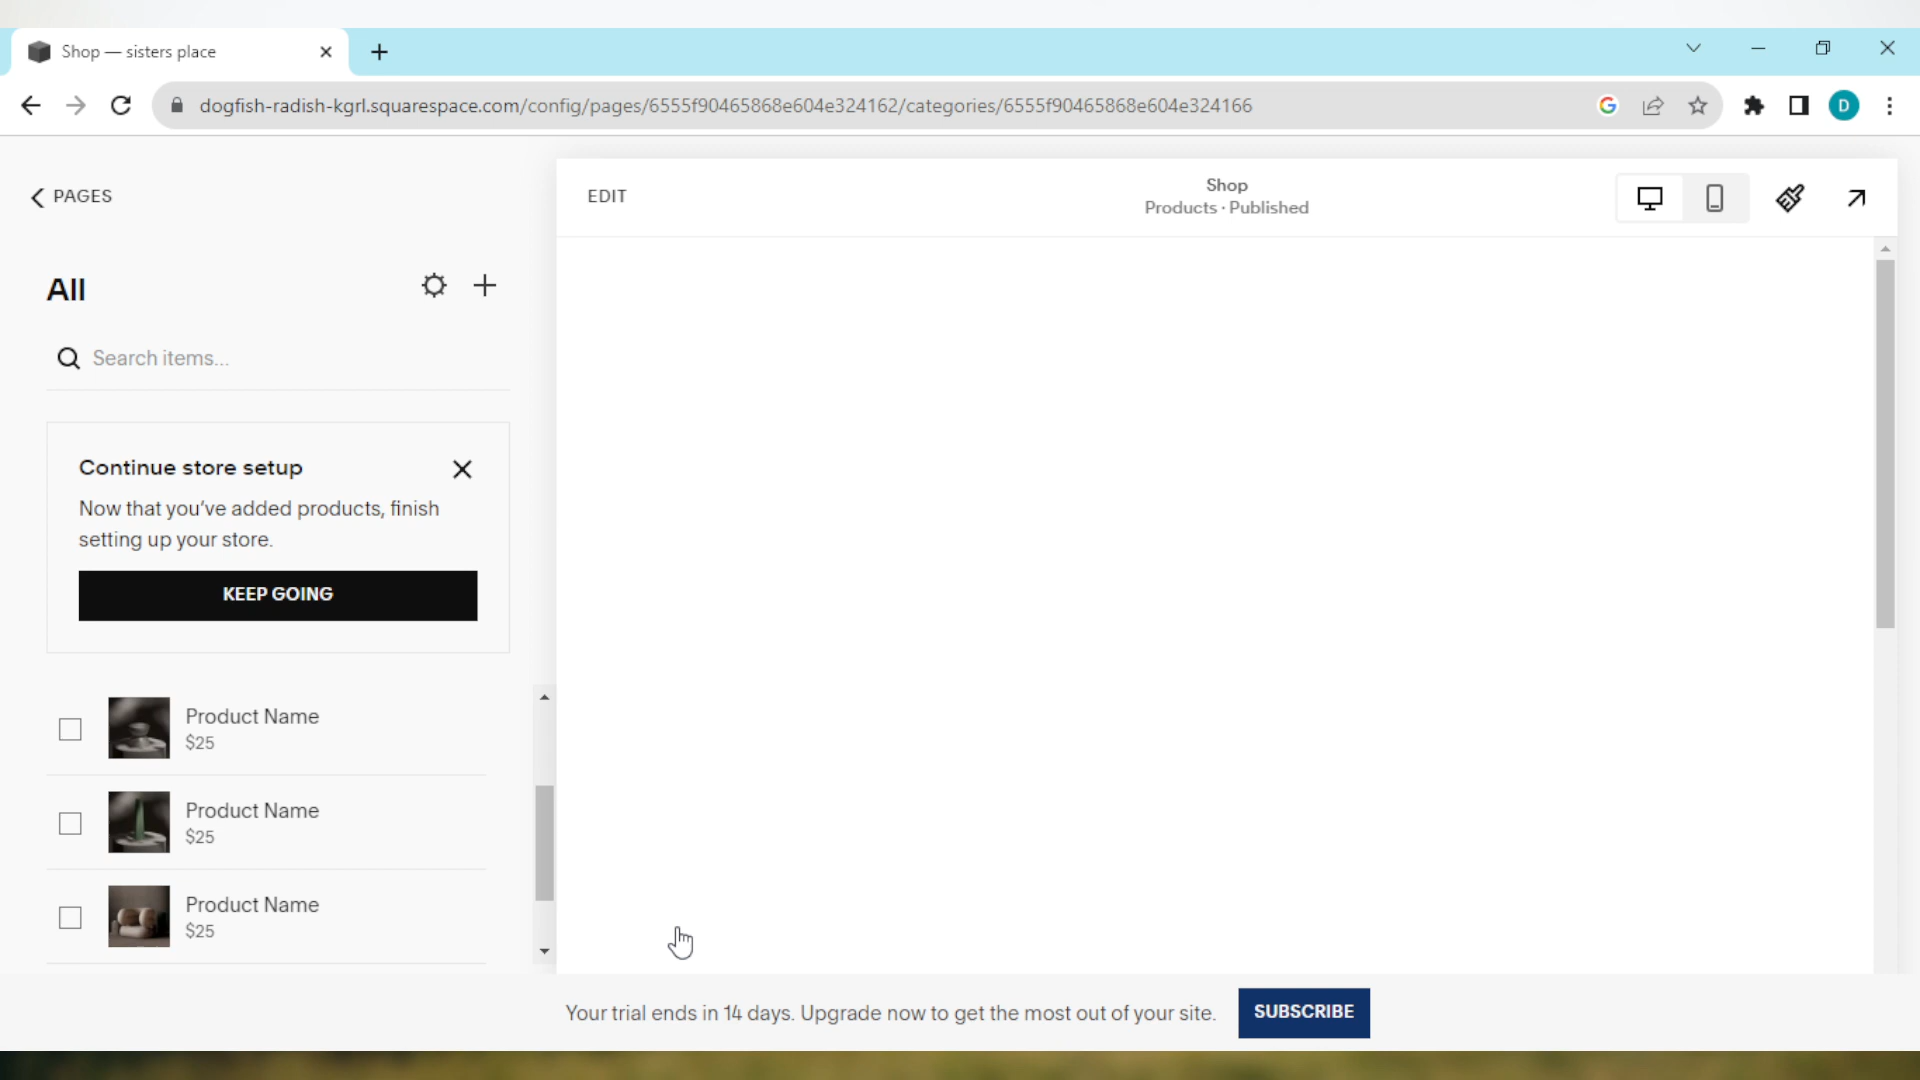 Shop — sisters place
dogfish-radish-kgrl.squarespace.com/config/pages/6555f90465868e604e324162/categories/6555f90465868e604e324166
D
PAGES
EDIT
Shop
Products · Published
All
Search items...
Continue store setup
Now that you've added products, finish
setting up your store.
KEEP GOING
Product Name
$25
Product Name
$25
Product Name
$25
Your trial ends in 14 days. Upgrade now to get the most out of your site.
SUBSCRIBE